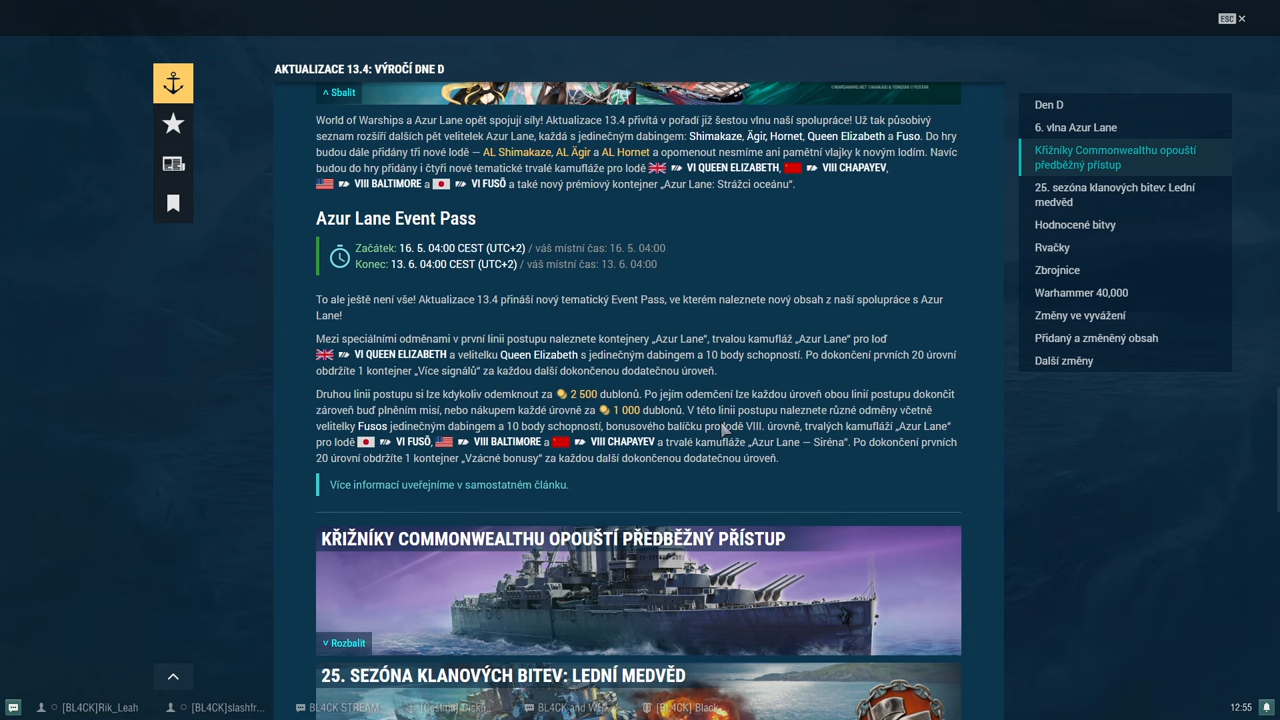 ESC ×
AKTUALIZACE 13.4: VÝROČÍ DNE D
˄ Sbalit
World of Warships a Azur Lane opět spojují síly! Aktualizace 13.4 přivítá v pořadí již šestou vlnu naší spolupráce! Už tak působivý
seznam rozšíří dalších pět velitelek Azur Lane, každá s jedinečným dabingem: Shimakaze, Ägir, Hornet, Queen Elizabeth a Fuso. Do hry
budou dále přidány tři nové lodě — AL Shimakaze, AL Ägir a AL Hornet a opomenout nesmíme ani pamětní vlajky k novým lodím. Navíc
budou do hry přidány i čtyři nové tematické trvalé kamufláže pro lodě VI QUEEN ELIZABETH, VIII CHAPAYEV,
VIII BALTIMORE a VI FUSŌ a také nový prémiový kontejner „Azur Lane: Strážci oceánu“.
Azur Lane Event Pass
Začátek: 16. 5. 04:00 CEST (UTC+2) / váš místní čas: 16. 5. 04:00
Konec: 13. 6. 04:00 CEST (UTC+2) / váš místní čas: 13. 6. 04:00
To ale ještě není vše! Aktualizace 13.4 přináší nový tematický Event Pass, ve kterém naleznete nový obsah z naší spolupráce s Azur
Lane!
Mezi speciálními odměnami v první linii postupu naleznete kontejnery „Azur Lane“, trvalou kamufláž „Azur Lane“ pro loď
VI QUEEN ELIZABETH a velitelku Queen Elizabeth s jedinečným dabingem a 10 body schopností. Po dokončení prvních 20 úrovní
obdržíte 1 kontejner „Více signálů“ za každou další dokončenou dodatečnou úroveň.
Druhou linii postupu si lze kdykoliv odemknout za 2 500 dublonů. Po jejím odemčení lze každou úroveň obou linií postupu dokončit
zároveň buď plněním misí, nebo nákupem každé úrovně za 1 000 dublonů. V této linii postupu naleznete různé odměny včetně
velitelky Fusos jedinečným dabingem a 10 body schopností, bonusového balíčku pro lodě VIII. úrovně, trvalých kamufláží „Azur Lane“
pro lodě VI FUSŌ, VIII BALTIMORE a VIII CHAPAYEV a trvalé kamufláže „Azur Lane — Siréna“. Po dokončení prvních
20 úrovní obdržíte 1 kontejner „Vzácné bonusy“ za každou další dokončenou dodatečnou úroveň.
Více informací uveřejníme v samostatném článku.
KŘIŽNÍKY COMMONWEALTHU OPOUŠTÍ PŘEDBĚŽNÝ PŘÍSTUP
˅ Rozbalit
25. SEZÓNA KLANOVÝCH BITEV: LEDNÍ MEDVĚD
Den D
6. vlna Azur Lane
Křižníky Commonwealthu opouští
předběžný přístup
25. sezóna klanových bitev: Lední
medvěd
Hodnocené bitvy
Rvačky
Zbrojnice
Warhammer 40,000
Změny ve vyvážení
Přidaný a změněný obsah
Další změny
[BL4CK]Rik_Leah
[BL4CK]slashfr...
BL4CK STREAM
BL4CK and
[BL4CK] Black
12:55